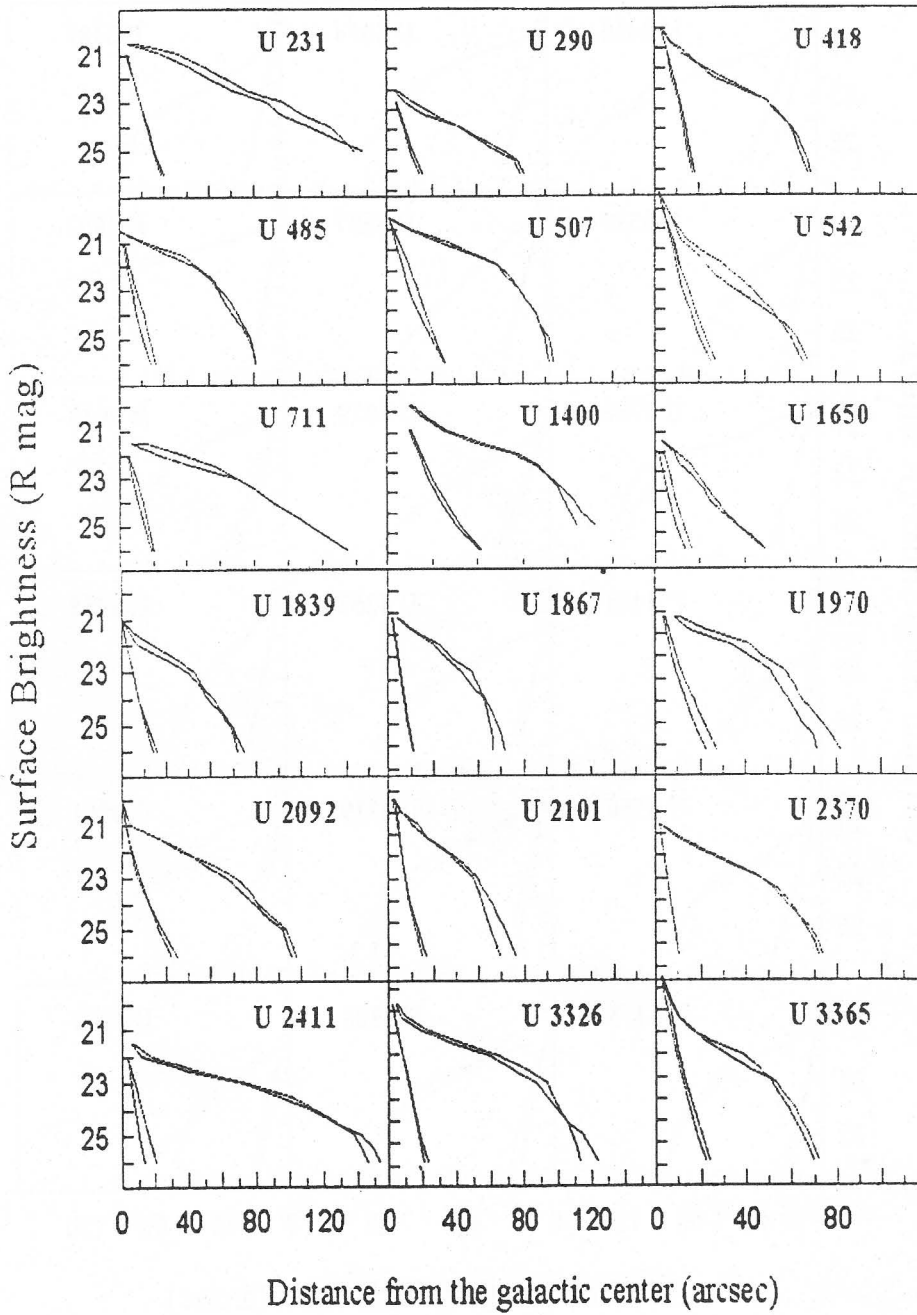 U 231
U 290
U 418
21
23
25
U 485
U 507
U 542
21
23
25
U 711
U 1400
U 1650
21
23
25
U 1839
U 1867
U 1970
21
23
25
U 2092
U 2101
U 2370
21
23
25
U 2411
U 3326
U 3365
21
23
25
0 40 80 120 0 40 80 120 0 40 80
Surface Brightness (R mag)
Distance from the galactic center (arcsec)